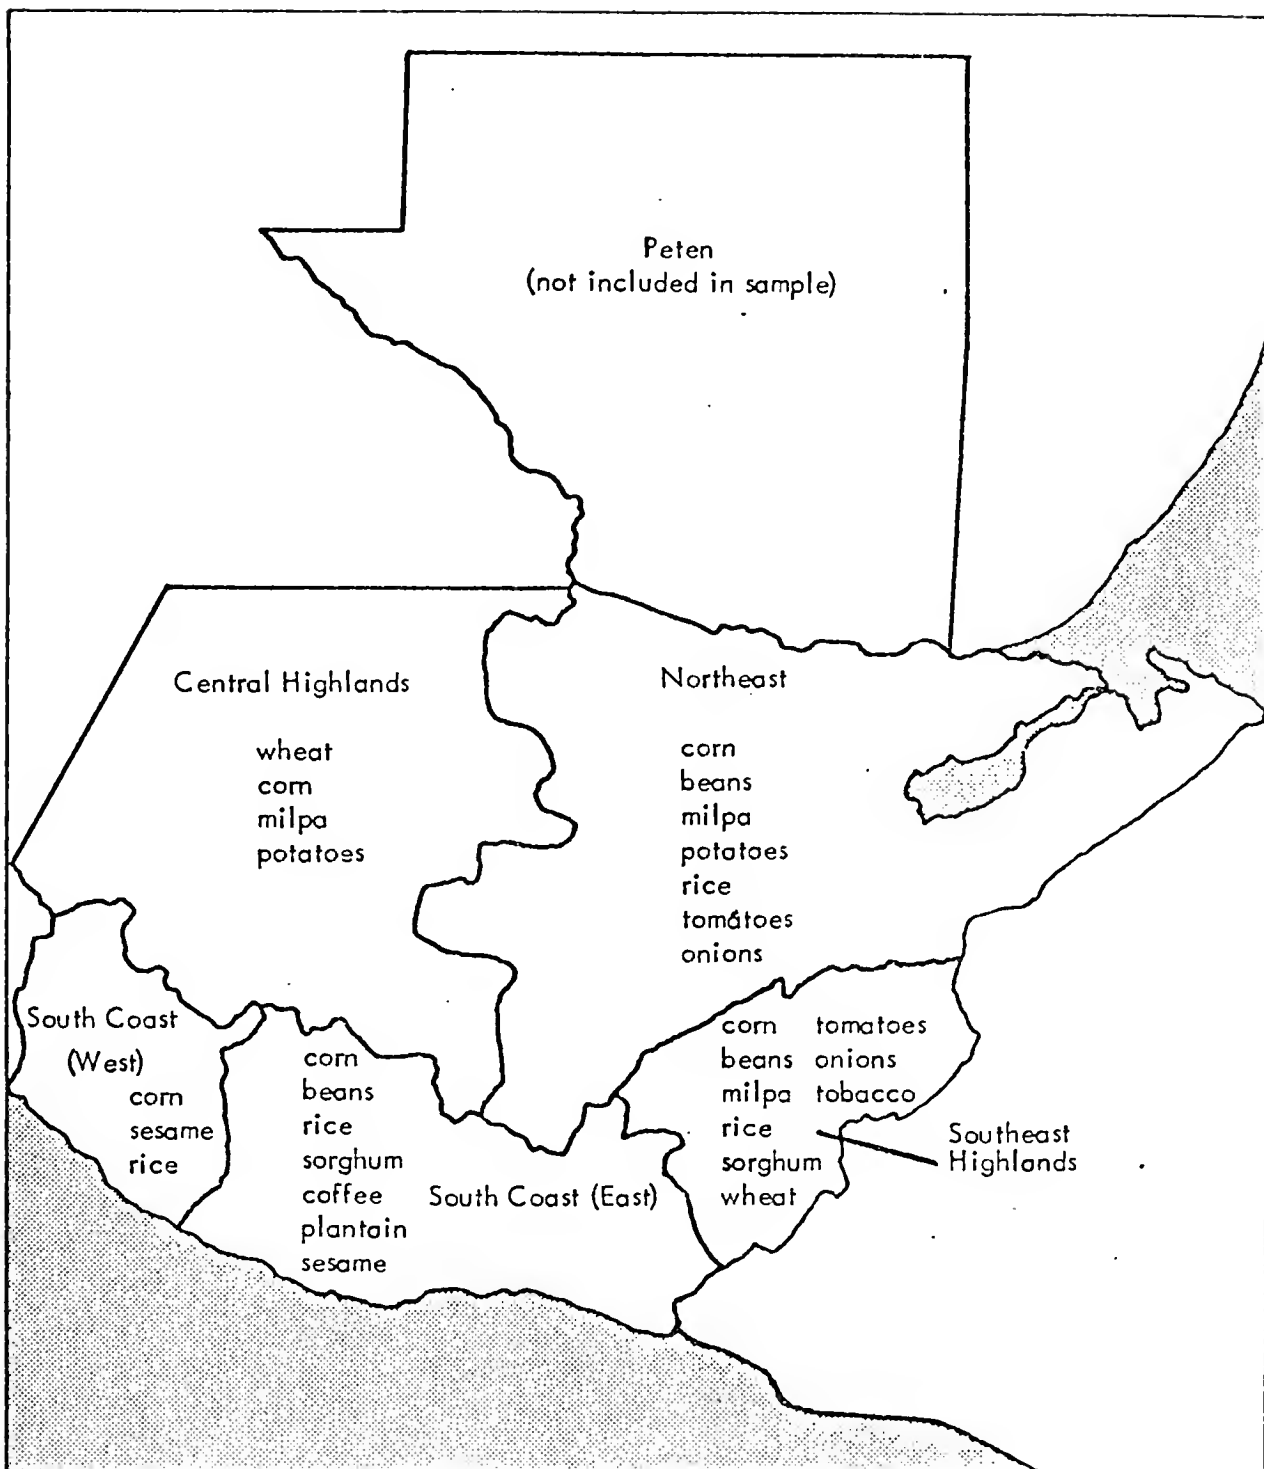 Peten
(not included in sample)
Central Highlands
wheat
corn
milpa
potatoes
Northeast
corn
beans
milpa
potatoes
rice
tomátoes
onions
South Coast
(West)
corn
sesame
rice
corn
beans
rice
sorghum
coffee
plantain
sesame
South Coast (East)
corn tomatoes
beans onions
milpa tobacco
rice
sorghum
wheat
Southeast
Highlands